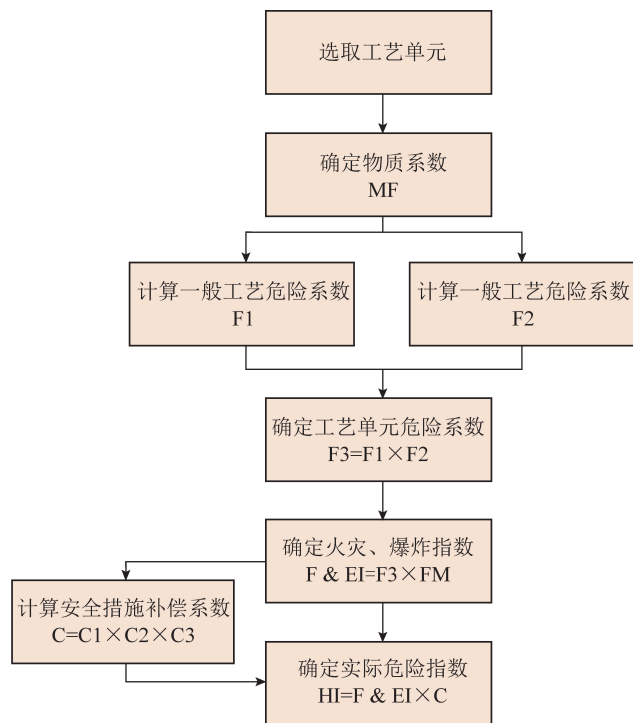 选取工艺单元
确定物质系数
MF
计算一般工艺危险系数
F1
计算一般工艺危险系数
F2
确定工艺单元危险系数
F3=F1×F2
确定火灾、爆炸指数
F & EI=F3×FM
计算安全措施补偿系数
C=C1×C2×C3
确定实际危险指数
HI=F & EI×C